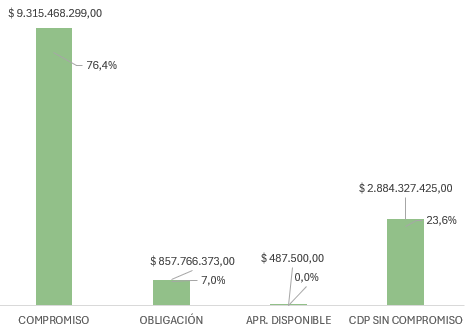 $ 9.315.468.299,00
76,4%
$ 2.884.327.425,00
23,6%
$ 857.766.373,00
7,0%
$ 487.500,00
0,0%
COMPROMISO
OBLIGACIÓN
APR. DISPONIBLE
CDP SIN COMPROMISO